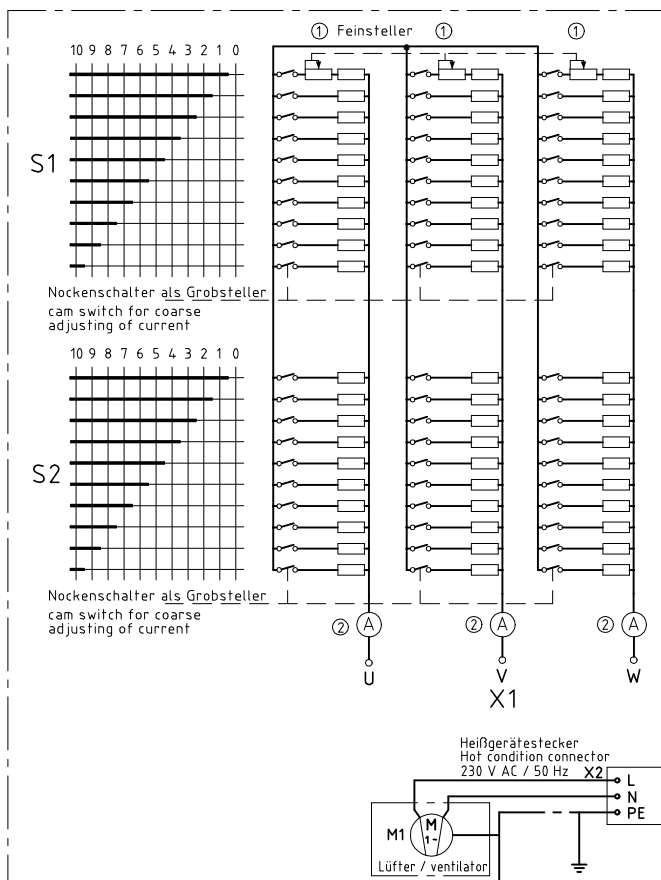 ① Feinsteller ① ①
10 9 8 7 6 5 4 3 2 1 0
S1
Nockenschalter als Grobsteller
cam switch for coarse
adjusting of current
10 9 8 7 6 5 4 3 2 1 0
S2
Nockenschalter als Grobsteller
cam switch for coarse
adjusting of current
② A ② A ② A
U V W
X1
Heißgerätestecker
Hot condition connector
230 V AC / 50 Hz X2
L
N
PE
M1 M
1~
Lüfter / ventilator